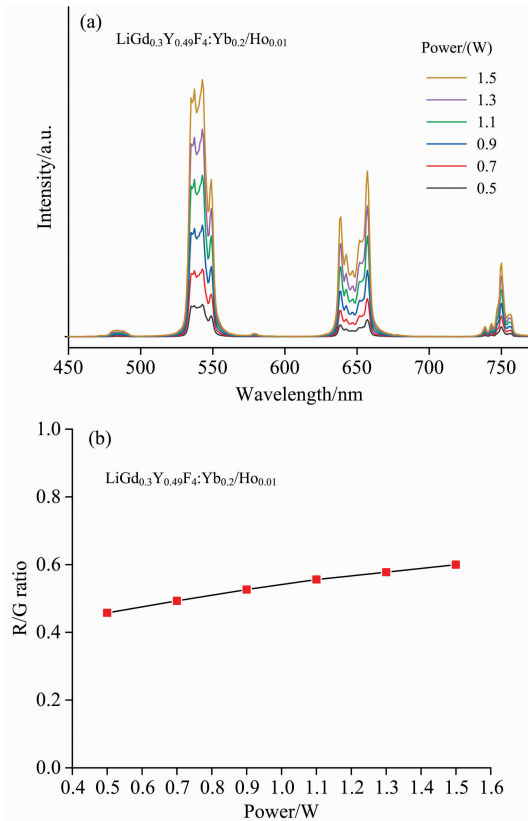 (a)
LiGd0.3Y0.49F4:Yb0.2/Ho0.01
Power/(W)
1.5
1.3
1.1
0.9
0.7
0.5
Intensity/a.u.
450 500 550 600 650 700 750
Wavelength/nm
(b)
LiGd0.3Y0.49F4:Yb0.2/Ho0.01
R/G ratio
1.0
0.8
0.6
0.4
0.2
0.0
0.4 0.5 0.6 0.7 0.8 0.9 1.0 1.1 1.2 1.3 1.4 1.5 1.6
Power/W